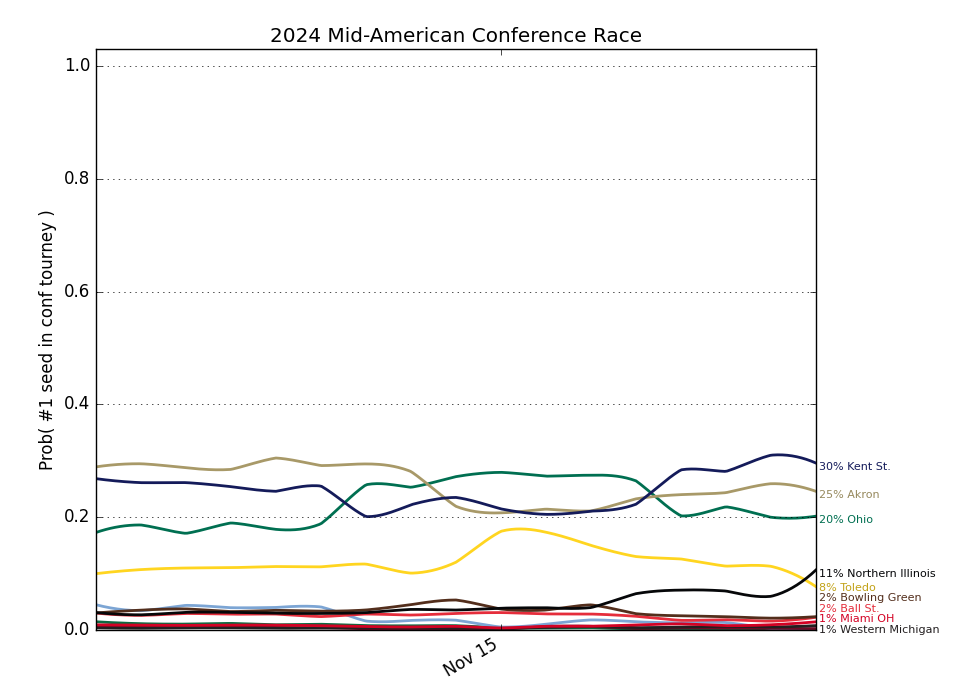 2024 Mid-American Conference Race
Prob( #1 seed in conf tourney )
1.0
0.8
0.6
0.4
0.2
0.0
Nov 15
30% Kent St.
25% Akron
20% Ohio
11% Northern Illinois
8% Toledo
2% Bowling Green
2% Ball St.
1% Miami OH
1% Western Michigan